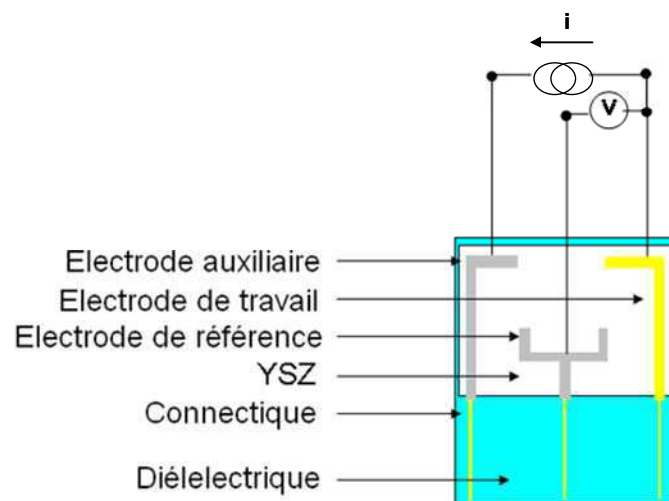 i
V
Electrode auxiliaire
Electrode de travail
Electrode de référence
YSZ
Connectique
Diélelectrique